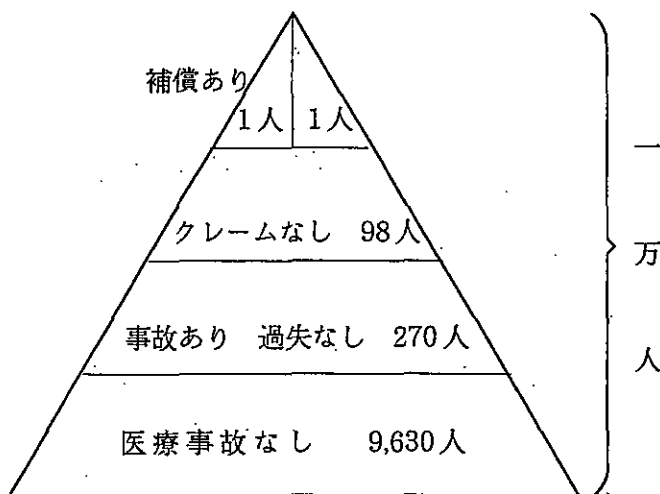 補償あり
1人 1人
クレームなし 98人
事故あり 過失なし 270人
医療事故なし 9,630人
一万人